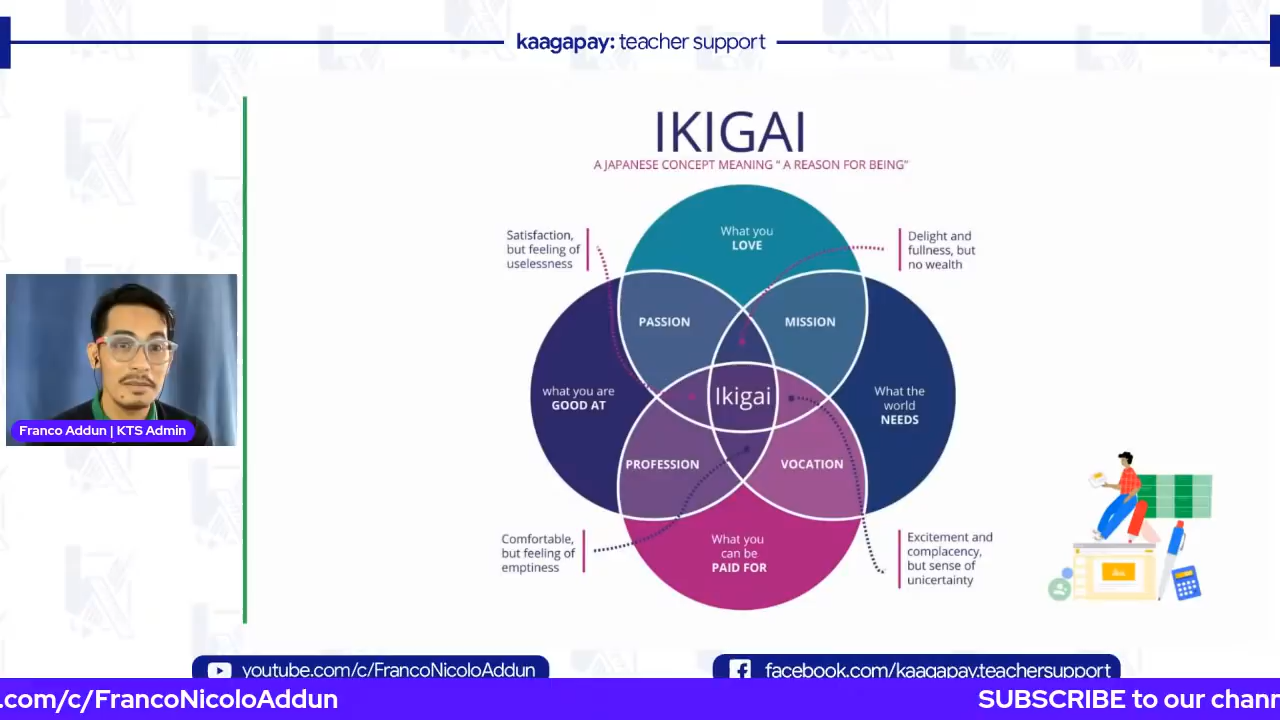 kaagapay: teacher support
IKIGAI
A JAPANESE CONCEPT MEANING " A REASON FOR BEING"
Satisfaction,
but feeling of
uselessness
What you
LOVE
Delight and
fullness, but
no wealth
PASSION
MISSION
what you are
GOOD AT
Ikigai
What the
world
NEEDS
PROFESSION
VOCATION
Comfortable,
but feeling of
emptiness
What you
can be
PAID FOR
Excitement and
complacency,
but sense of
unicertainty
Franco Addun | KTS Admin
youtube.com/c/FrancoNicoloAddun
facebook.com/kaagapay.teachersupport
.com/c/FrancoNicoloAddun
SUBSCRIBE to our chann